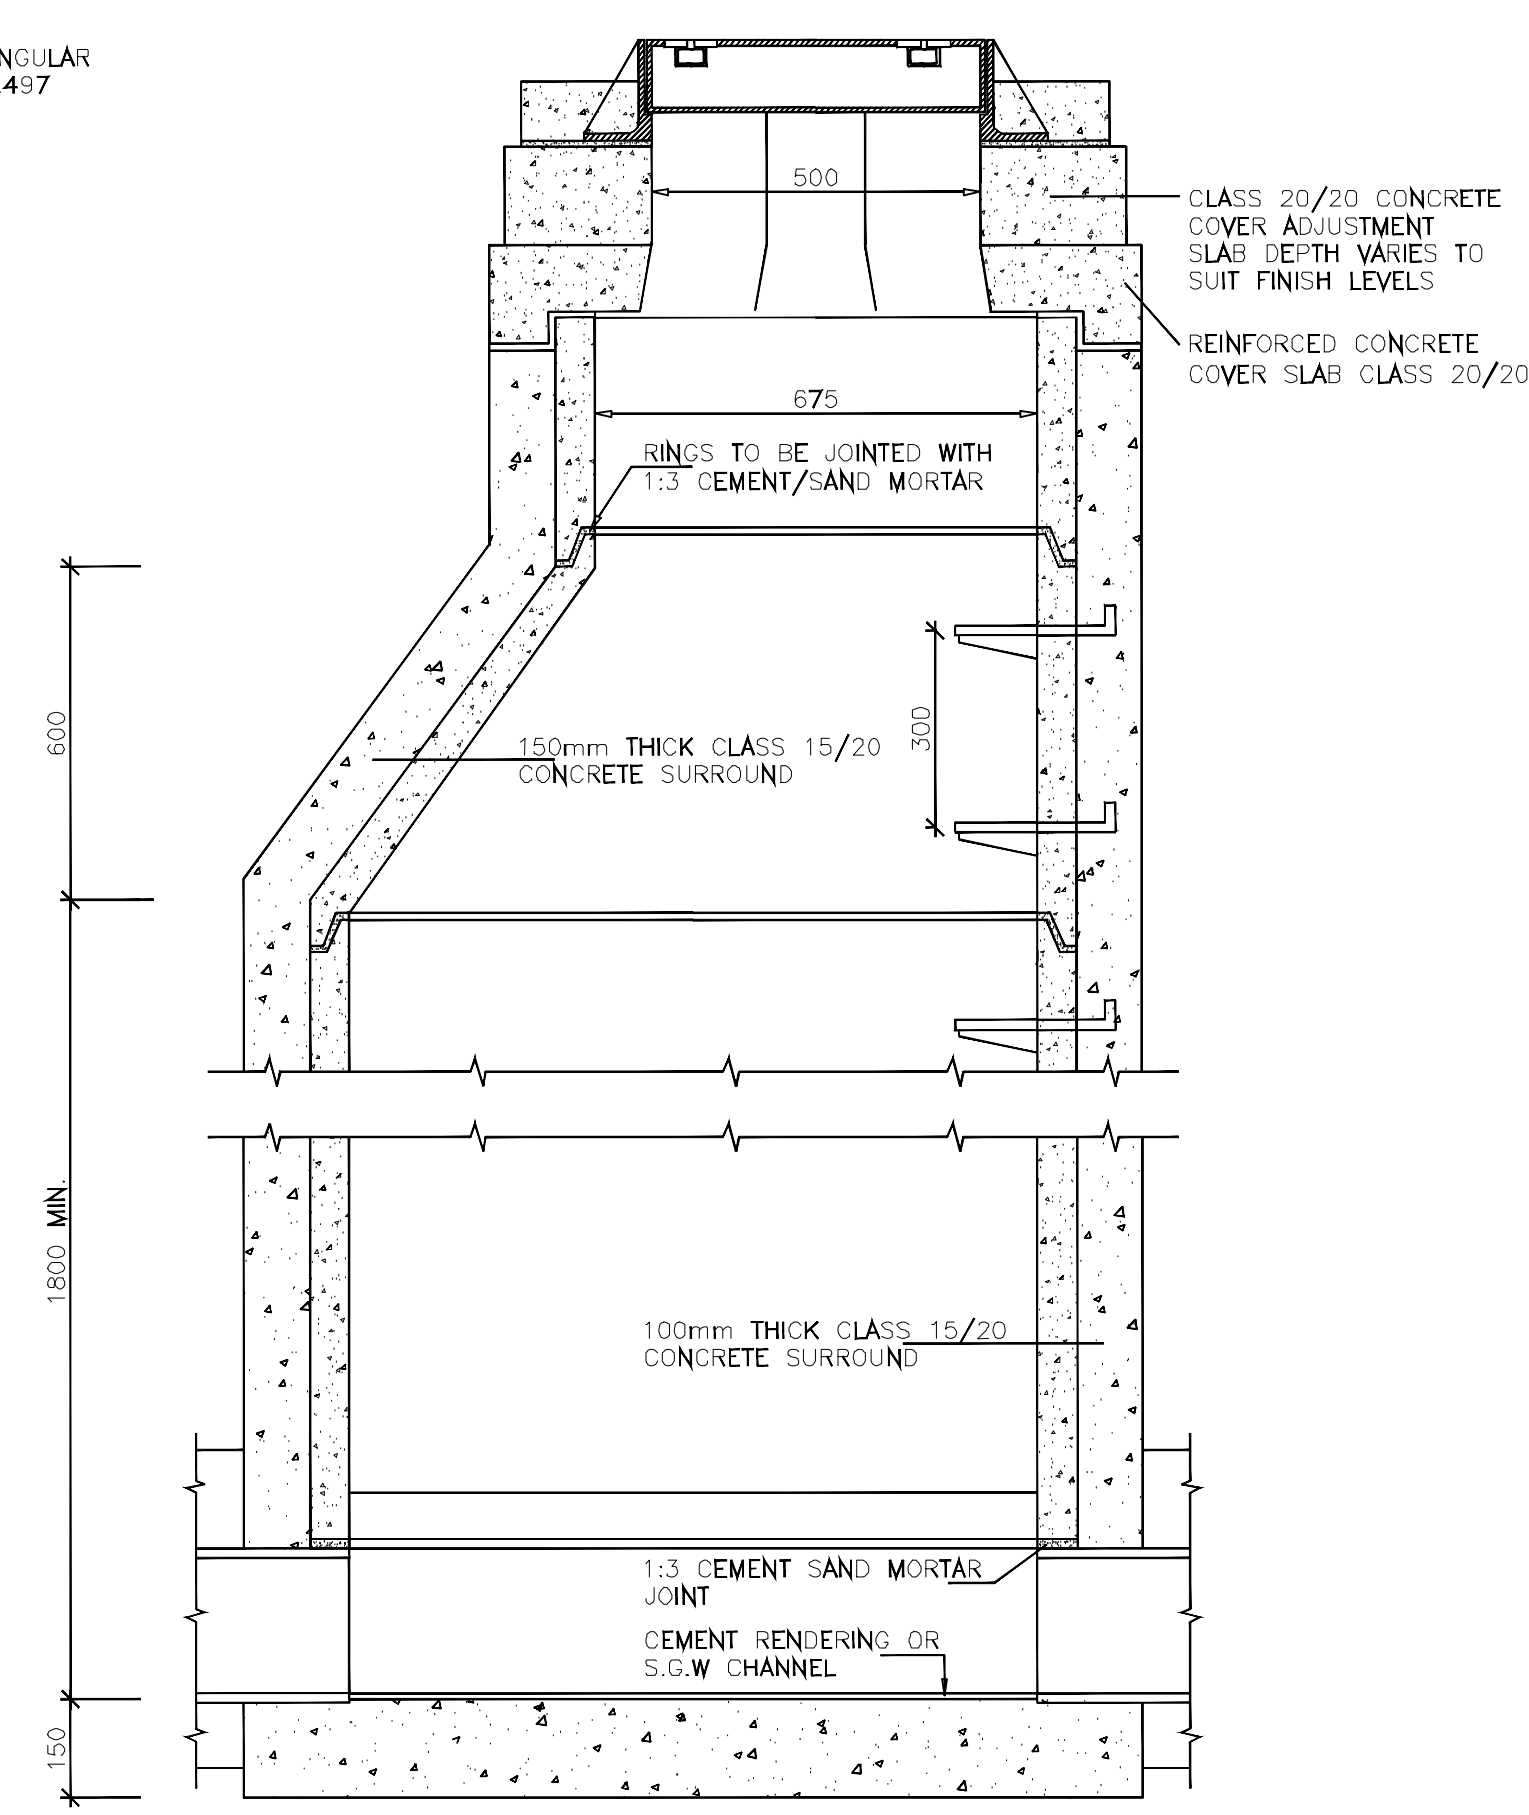 NGULAR
497
500
CLASS 20/20 CONCRETE
COVER ADJUSTMENT
SLAB DEPTH VARIES TO
SUIT FINISH LEVELS
REINFORCED CONCRETE
COVER SLAB CLASS 20/20
675
RINGS TO BE JOINTED WITH
1:3 CEMENT/SAND MORTAR
600
300
150mm THICK CLASS 15/20
CONCRETE SURROUND
1800 MIN.
100mm THICK CLASS 15/20
CONCRETE SURROUND
1:3 CEMENT SAND MORTAR
JOINT
CEMENT RENDERING OR
S.G.W CHANNEL
150